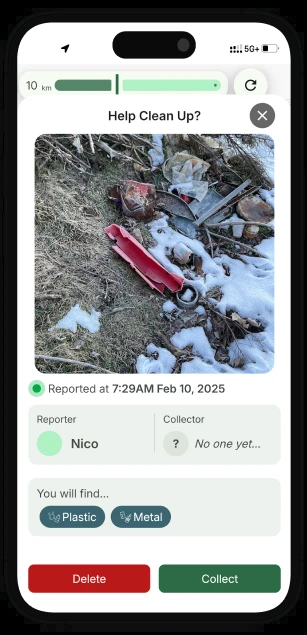 5G+
10 km
Help Clean Up?
Reported at 7:29AM Feb 10, 2025
Reporter
Collector
Nico
?
No one yet...
You will find...
Plastic
Metal
Delete
Collect